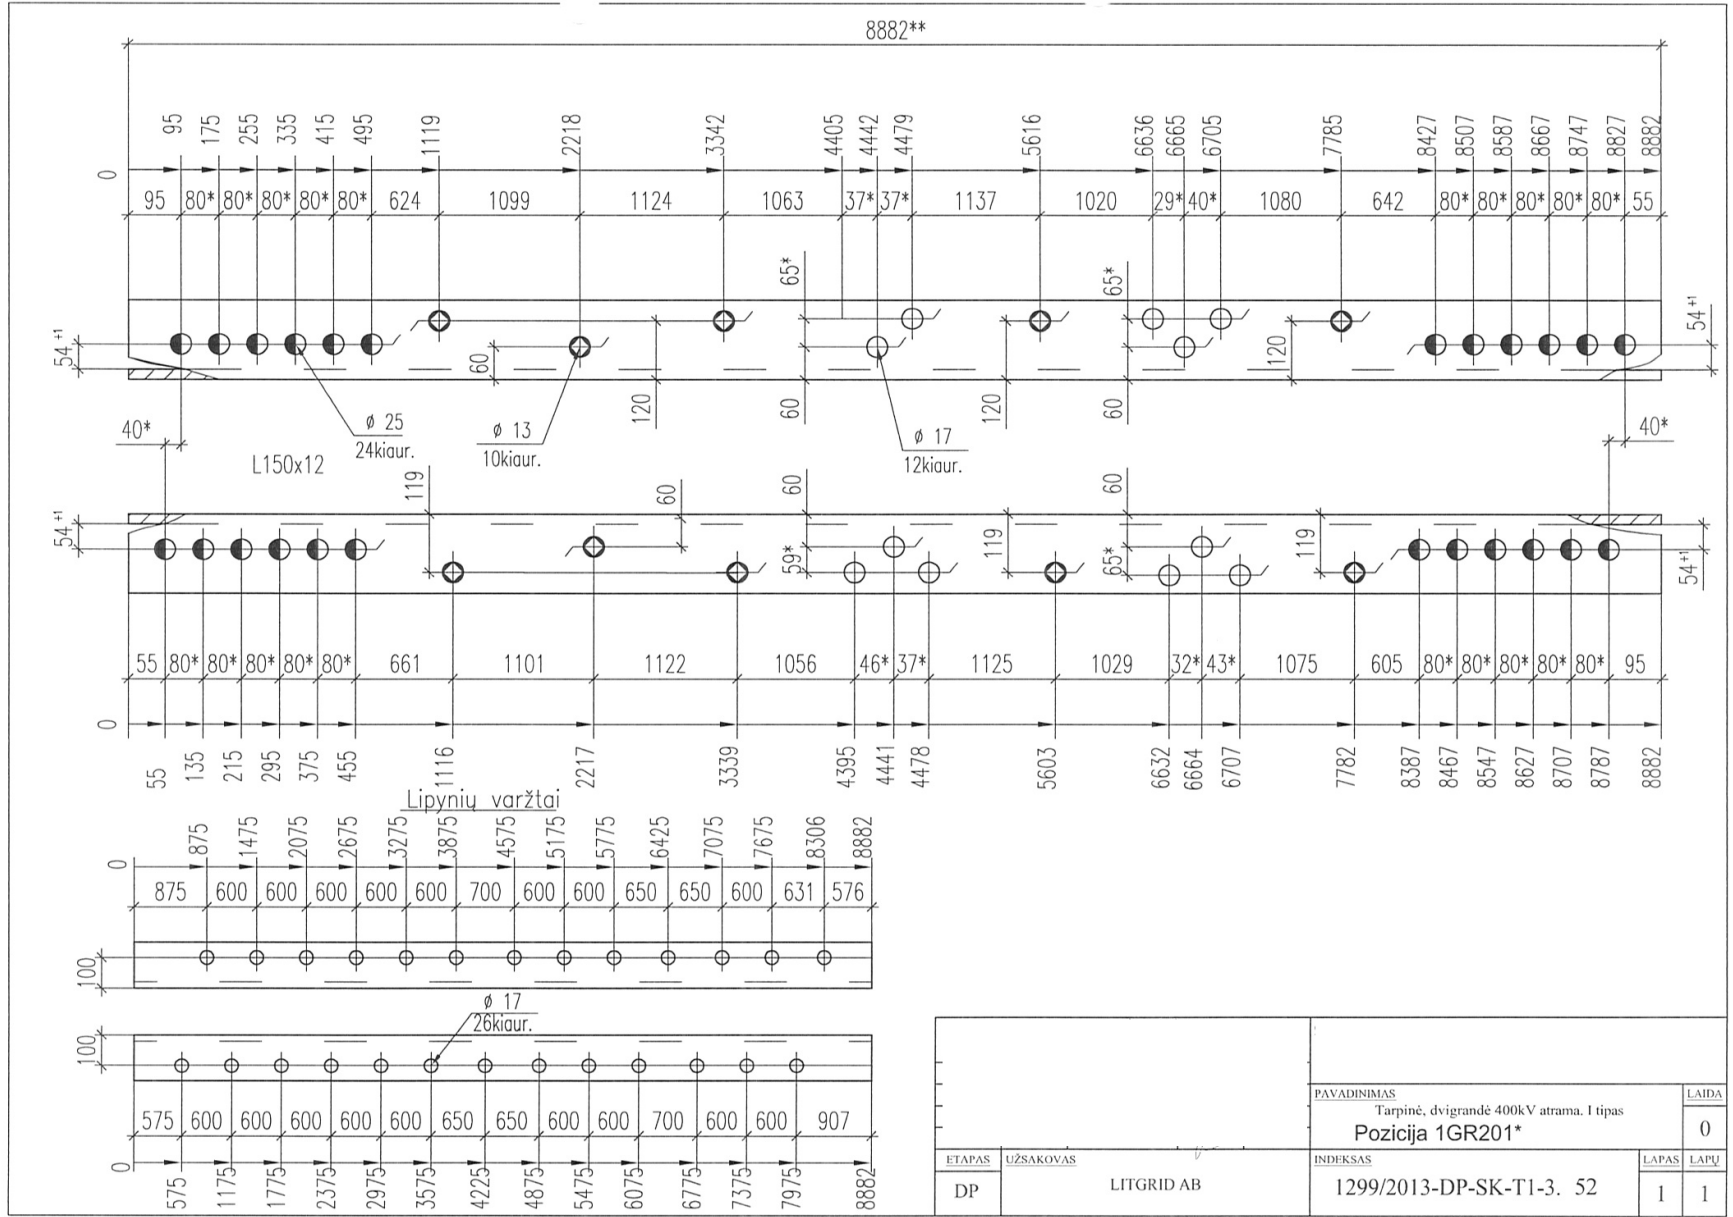 8882**
0 95 175 255 335 415 495 1119 2218 3342 4405 4442 4479 5616 6636 6665 6705 7785 8427 8507 8587 8667 8747 8827 8882
95 80* 80* 80* 80* 80* 624 1099 1124 1063 37* 37* 1137 1020 29* 40* 1080 642 80* 80* 80* 80* 80* 55
65* 65*
54+1 60 120 60 120 60 120 54+1
40* ø 25 ø 13 ø 17 40*
24kiaur. 10kiaur. 12kiaur.
L150x12
54+1 119 60 60 59* 119 60 65* 119 54+1
55 80* 80* 80* 80* 80* 661 1101 1122 1056 46* 37* 1125 1029 32* 43* 1075 605 80* 80* 80* 80* 80* 95
0 55 135 215 295 375 455 1116 2217 3339 4395 4441 4478 5603 6632 6664 6707 7782 8387 8467 8547 8627 8707 8787 8882
Lipynių varžtai
0 875 1475 2075 2675 3275 3875 4575 5175 5775 6425 7075 7675 8306 8882
875 600 600 600 600 600 700 600 600 650 650 600 631 576
100
ø 17
26kiaur.
100
575 600 600 600 600 600 650 650 600 600 700 600 600 907
0 575 1175 1775 2375 2975 3575 4225 4875 5475 6075 6775 7375 7975 8882
PAVADINIMAS LAIDA
Tarpinė, dvigrandė 400kV atrama. I tipas
Pozicija 1GR201* 0
ETAPAS UŽSAKOVAS INDEKSAS LAPAS LAPŲ
DP LITGRID AB 1299/2013-DP-SK-T1-3. 52 1 1